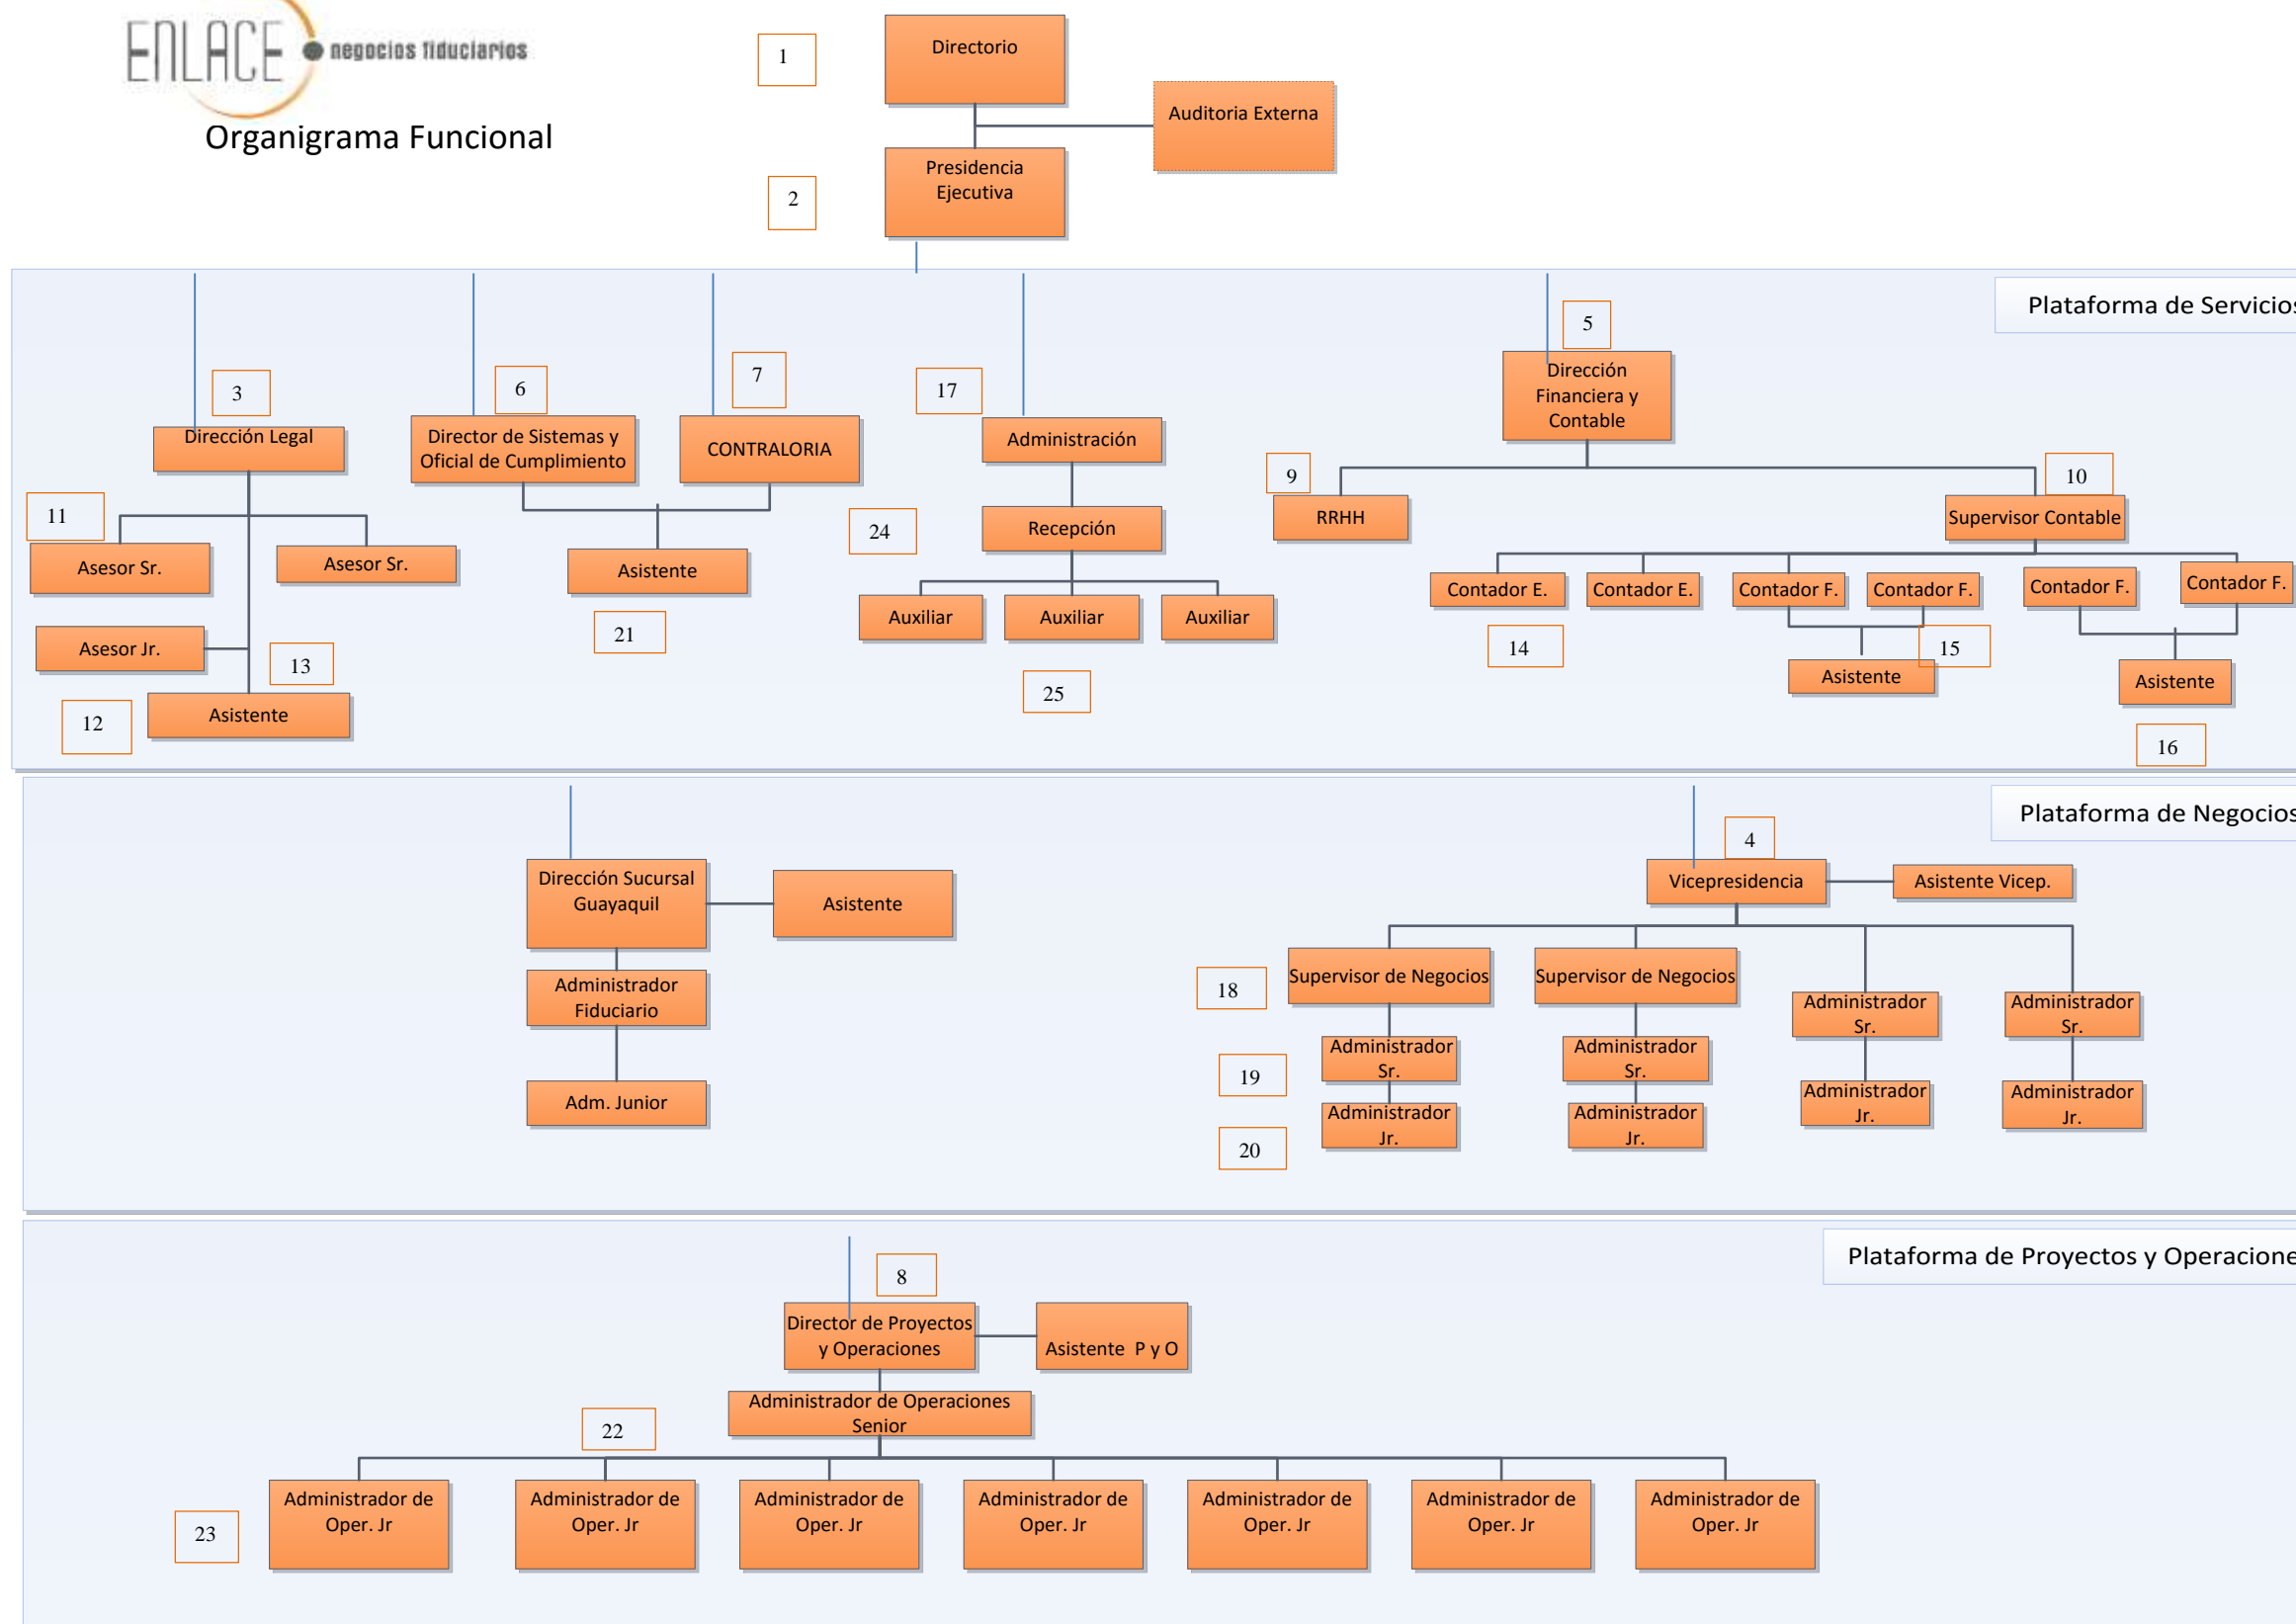 ENLACE negocios fiduciarios
Organigrama Funcional
1
Directorio
Auditoria Externa
2
Presidencia
Ejecutiva
Plataforma de Servicios
3
Dirección Legal
11
Asesor Sr.
Asesor Sr.
Asesor Jr.
13
12
Asistente
6
Director de Sistemas y
Oficial de Cumplimiento
7
CONTRALORIA
Asistente
21
17
Administración
24
Recepción
Auxiliar
Auxiliar
Auxiliar
25
5
Dirección
Financiera y
Contable
9
RRHH
10
Supervisor Contable
Contador E.
Contador E.
Contador F.
Contador F.
Contador F.
Contador F.
14
15
Asistente
Asistente
16
Plataforma de Negocios
Dirección Sucursal
Guayaquil
Asistente
Administrador
Fiduciario
Adm. Junior
4
Vicepresidencia
Asistente Vicep.
18
Supervisor de Negocios
Supervisor de Negocios
Administrador
Sr.
Administrador
Sr.
19
Administrador
Sr.
Administrador
Sr.
20
Administrador
Jr.
Administrador
Jr.
Administrador
Jr.
Administrador
Jr.
Plataforma de Proyectos y Operacione
8
Director de Proyectos
y Operaciones
Asistente P y O
Administrador de Operaciones
Senior
22
23
Administrador de
Oper. Jr
Administrador de
Oper. Jr
Administrador de
Oper. Jr
Administrador de
Oper. Jr
Administrador de
Oper. Jr
Administrador de
Oper. Jr
Administrador de
Oper. Jr